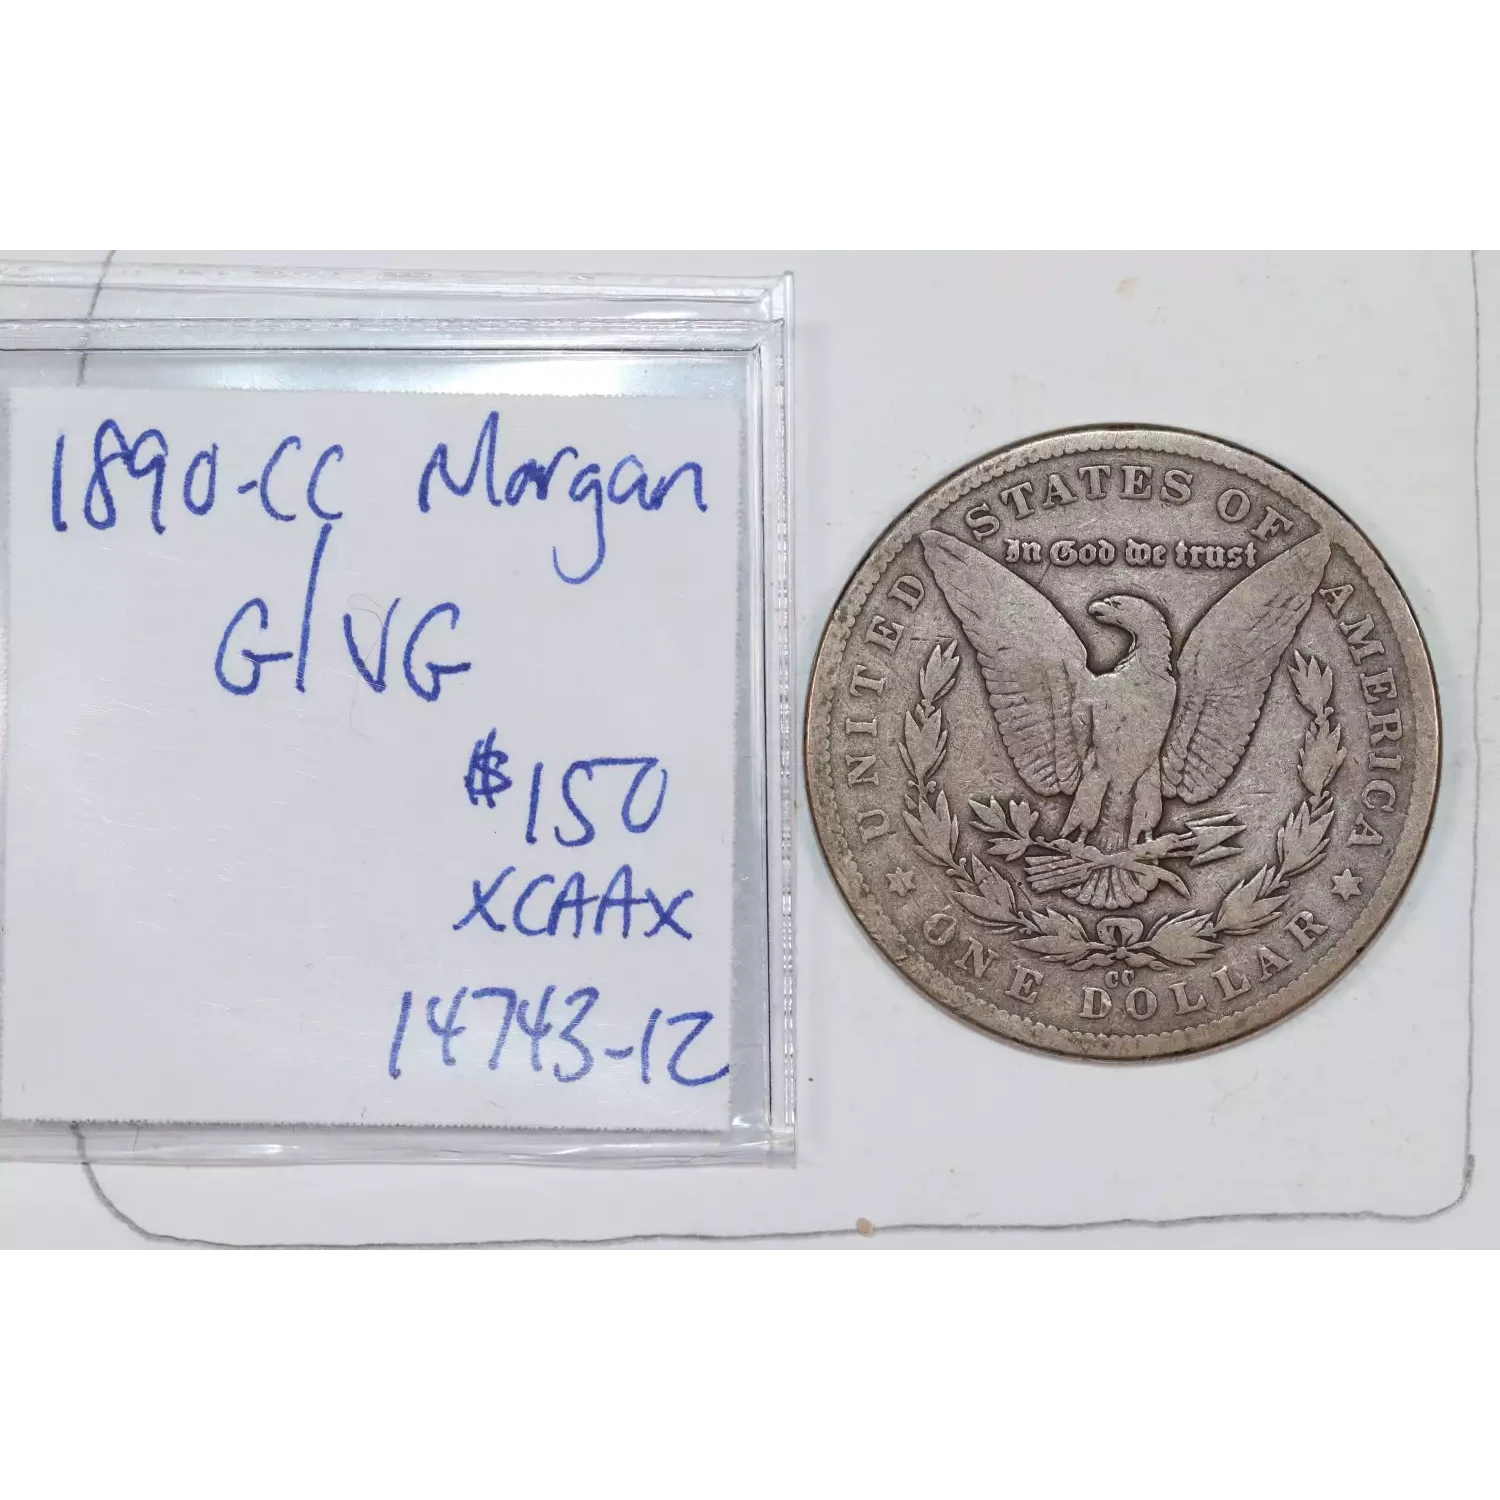 1890-CC Morgan
G/VG
$150
XCAAX
14743-12
UNITED STATES OF AMERICA
In God we trust
CC
ONE DOLLAR